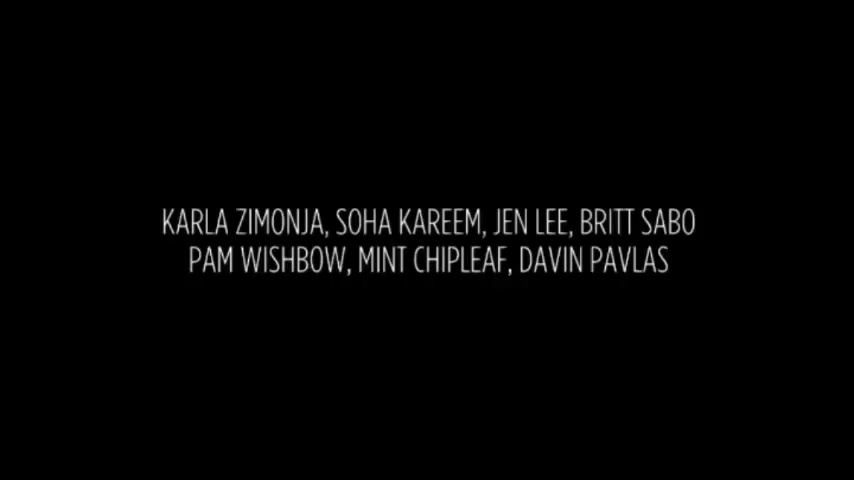 KARLA ZIMONJA, SOHA KAREEM, JEN LEE, BRITT SABO
PAM WISHBOW, MINT CHIPLEAF, DAVIN PAVLAS